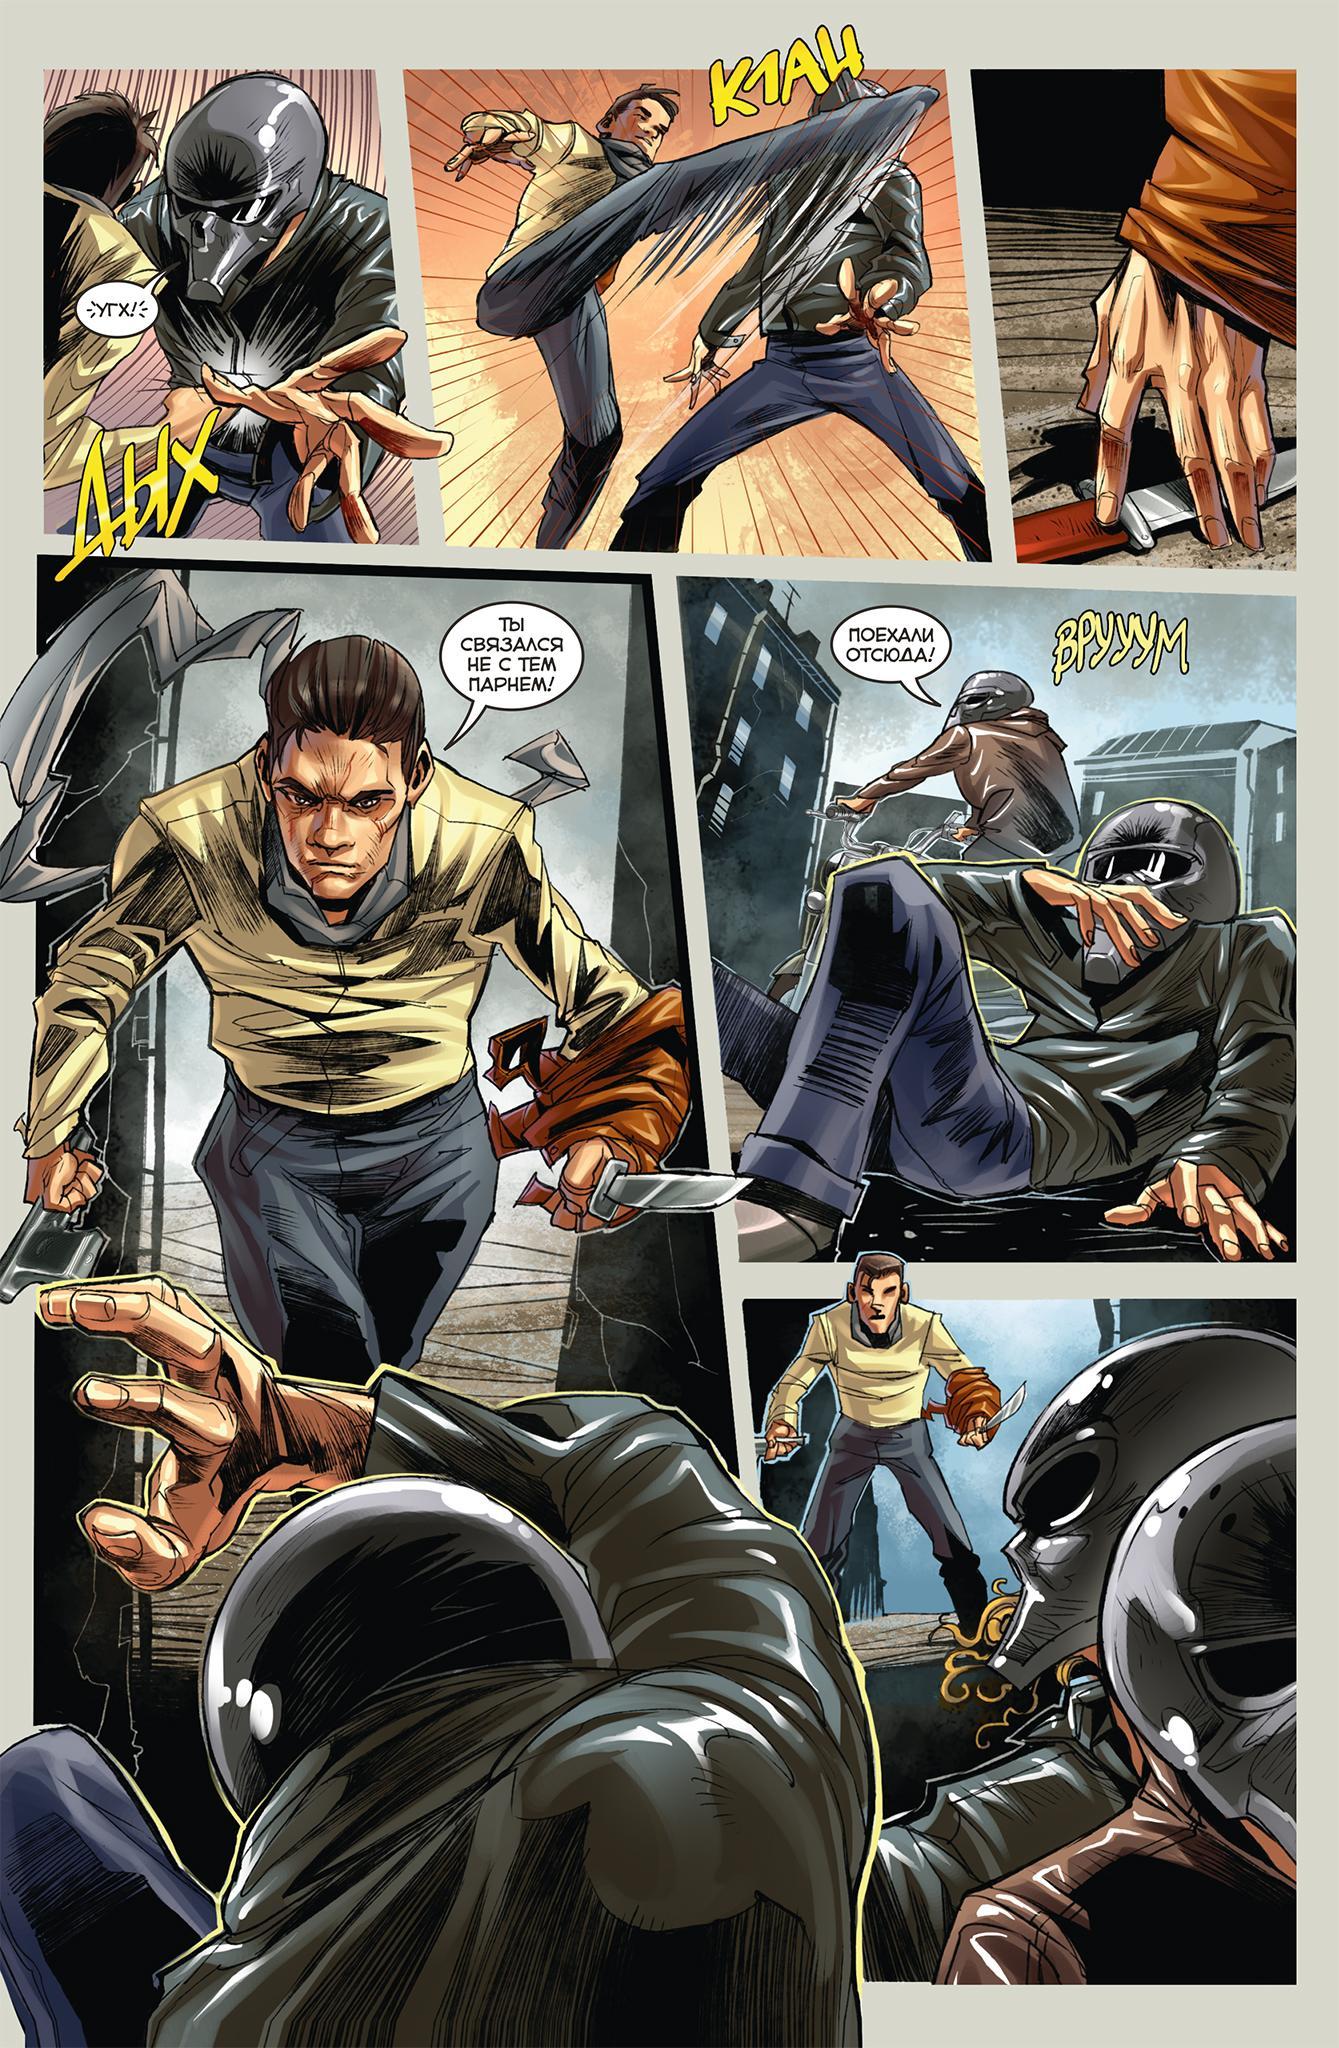 УГХ!
ДЫХ
КЛАЦ
ТЫ
СВЯЗАЛСЯ
НЕ С ТЕМ
ПАРНЕМ!
ПОЕХАЛИ
ОТСЮДА!
ВРУУУМ